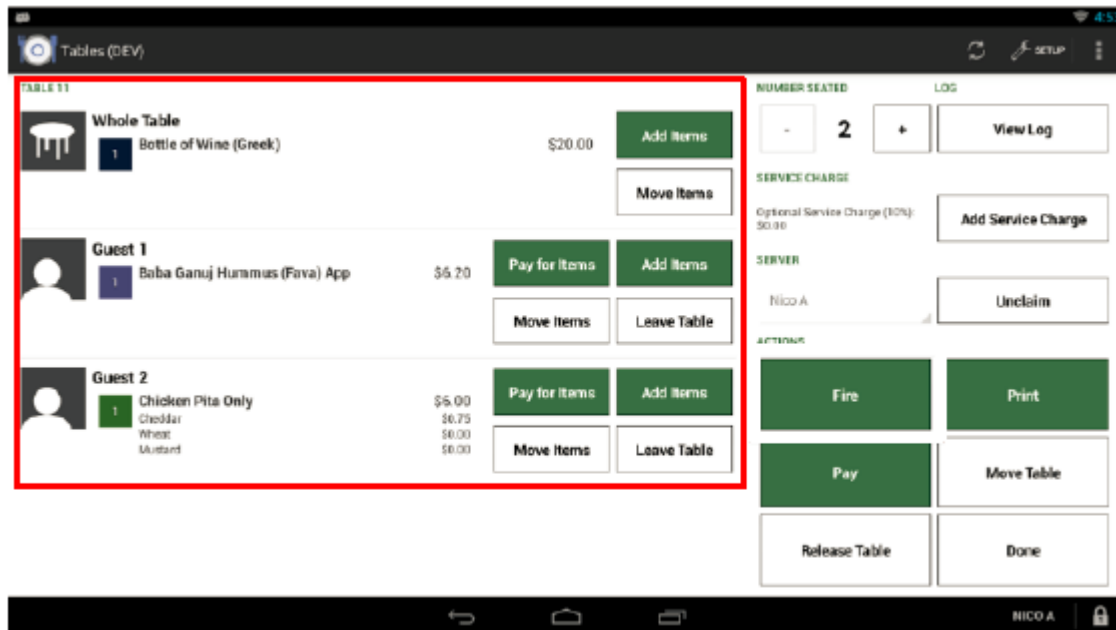 4:5
Tables (DEV)
SETUP
TABLE 11
Whole Table
1
Bottle of Wine (Greek)
$20.00
Add Items
Move Items
Guest 1
1
Baba Ganuj Hummus (Fava) App
$6.20
Pay for Items
Add Items
Move Items
Leave Table
Guest 2
1
Chicken Pita Only
$6.00
Cheddar
$0.75
Wheat
$0.00
Mustard
$0.00
Pay for Items
Add Items
Move Items
Leave Table
NUMBER SEATED
LOG
-
2
+
View Log
SERVICE CHARGE
Optional Service Charge (10%):
$0.00
Add Service Charge
SERVER
Nico A
Unclaim
ACTIONS
Fire
Print
Pay
Move Table
Release Table
Done
NICO A